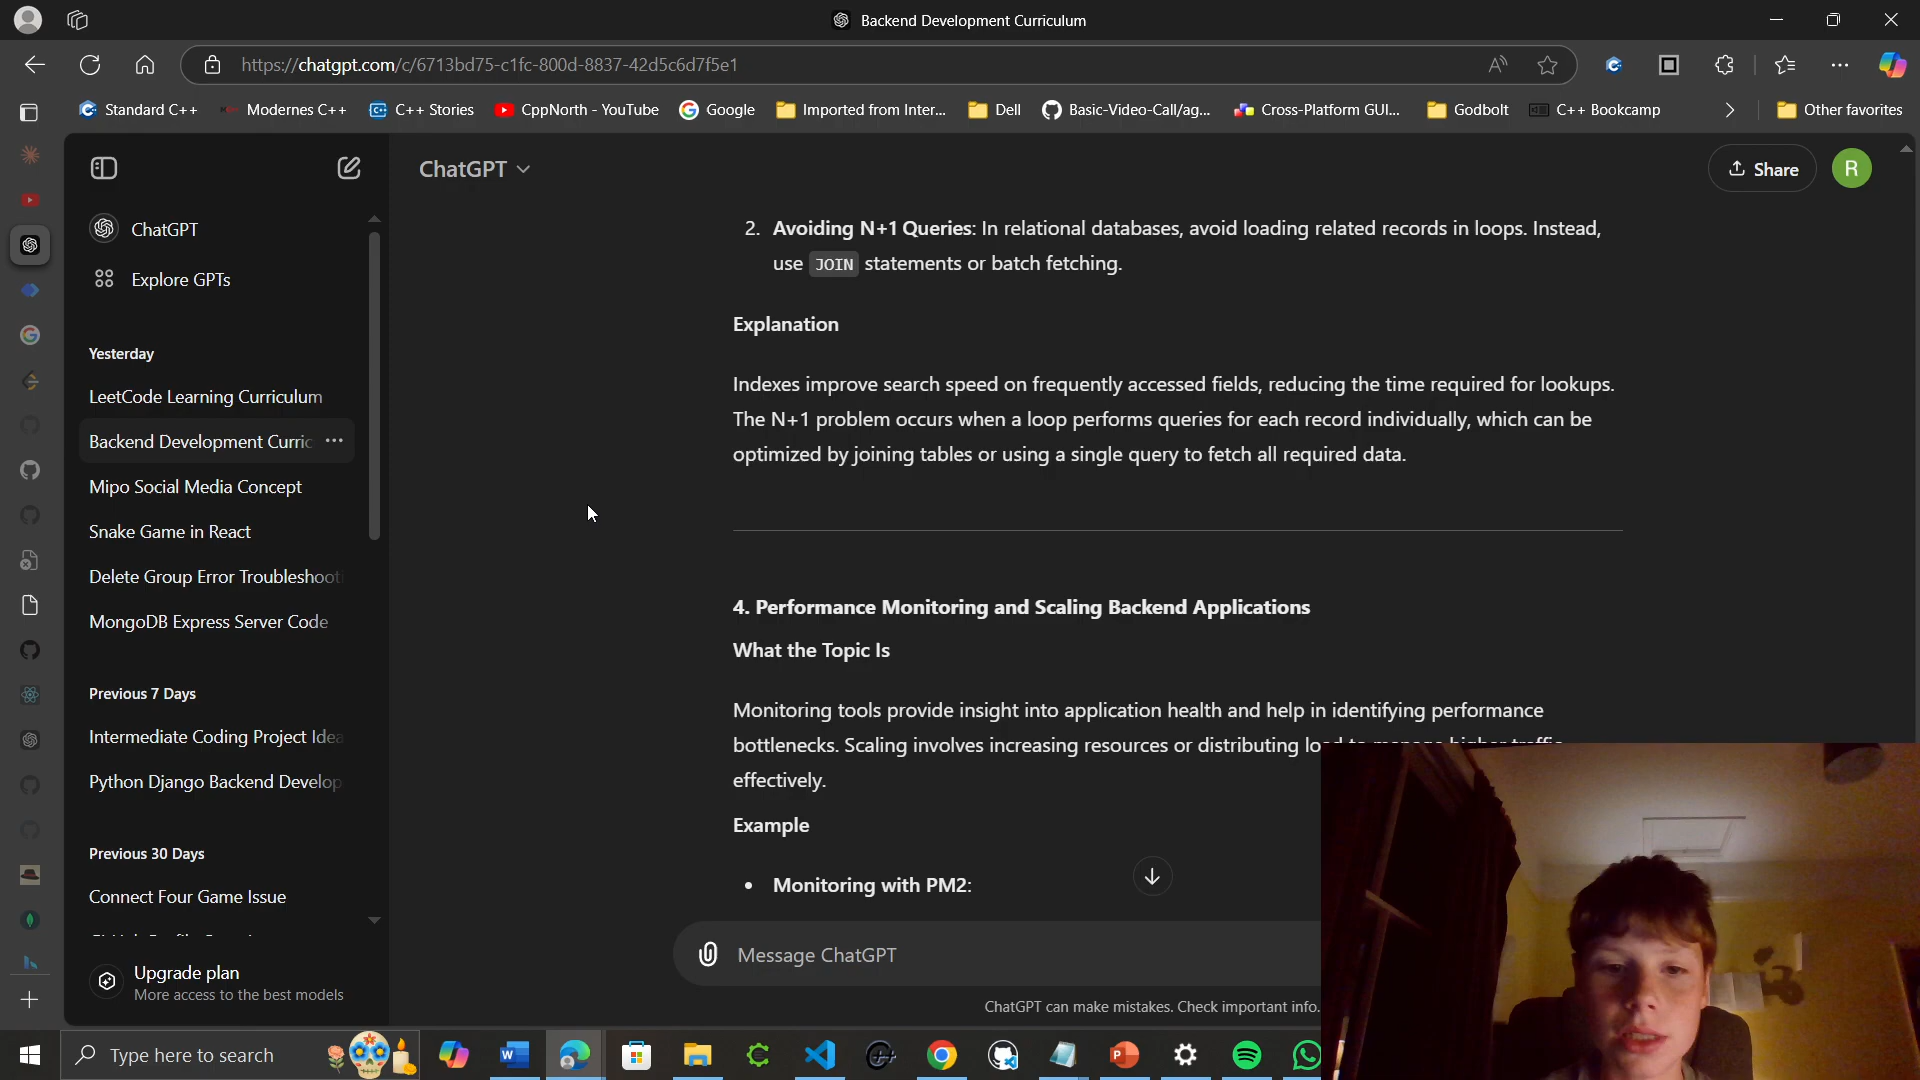 Backend Development Curriculum
https://chatgpt.com/c/6713bd75-c1fc-800d-8837-42d5c6d7f5e1
Standard C++
Modernes C++
C++ Stories
CppNorth - YouTube
Google
Imported from Inter...
Dell
Basic-Video-Call/ag...
Cross-Platform GUI...
Godbolt
C++ Bookcamp
Other favorites
ChatGPT
Share
R
ChatGPT
Explore GPTs
Yesterday
LeetCode Learning Curriculum
Backend Development Curric
Mipo Social Media Concept
Snake Game in React
Delete Group Error Troubleshoot
MongoDB Express Server Code
Previous 7 Days
Intermediate Coding Project Idea
Python Django Backend Develop
Previous 30 Days
Connect Four Game Issue
Upgrade plan
More access to the best models
2. Avoiding N+1 Queries: In relational databases, avoid loading related records in loops. Instead,
use JOIN statements or batch fetching.
Explanation
Indexes improve search speed on frequently accessed fields, reducing the time required for lookups.
The N+1 problem occurs when a loop performs queries for each record individually, which can be
optimized by joining tables or using a single query to fetch all required data.
4. Performance Monitoring and Scaling Backend Applications
What the Topic Is
Monitoring tools provide insight into application health and help in identifying performance
bottlenecks. Scaling involves increasing resources or distributing
effectively.
Example
• Monitoring with PM2:
Message ChatGPT
ChatGPT can make mistakes. Check important info.
Type here to search